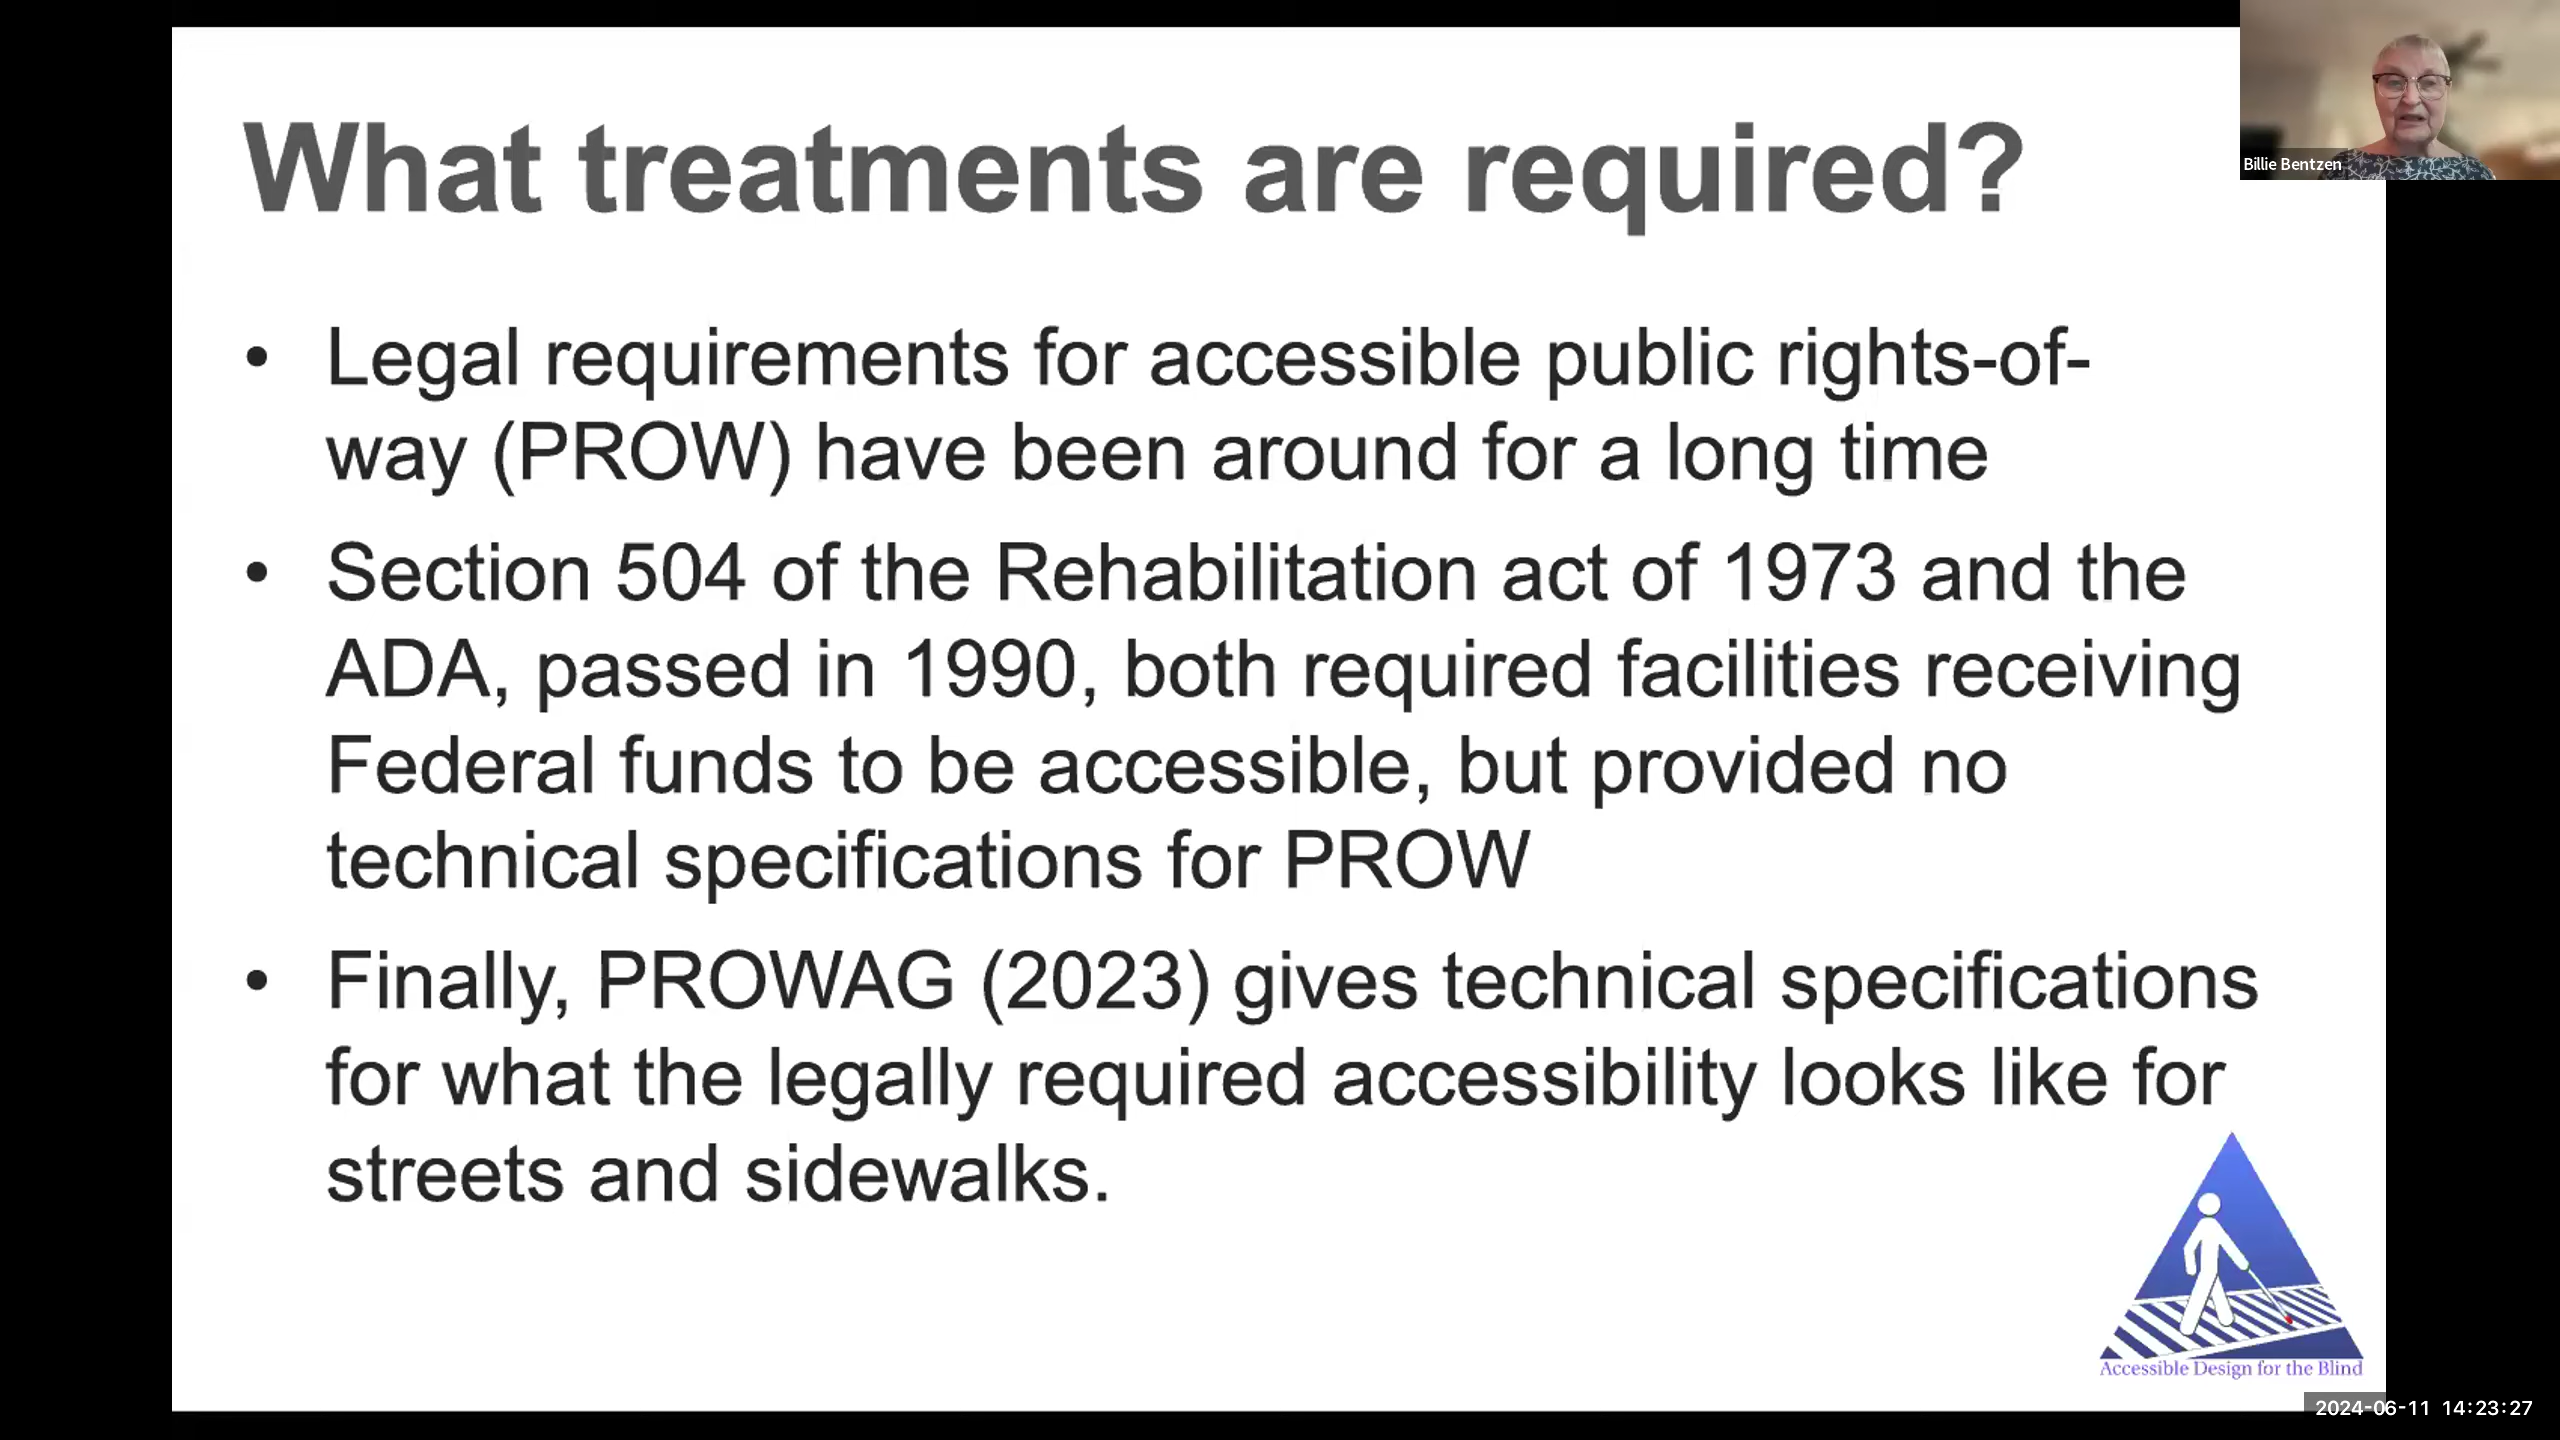 What treatments are required?
Billie Bentzen
• Legal requirements for accessible public rights-of-
way (PROW) have been around for a long time
• Section 504 of the Rehabilitation act of 1973 and the
ADA, passed in 1990, both required facilities receiving
Federal funds to be accessible, but provided no
technical specifications for PROW
• Finally, PROWAG (2023) gives technical specifications
for what the legally required accessibility looks like for
streets and sidewalks.
Accessible Design for the Blind
2024-06-11 14:23:27